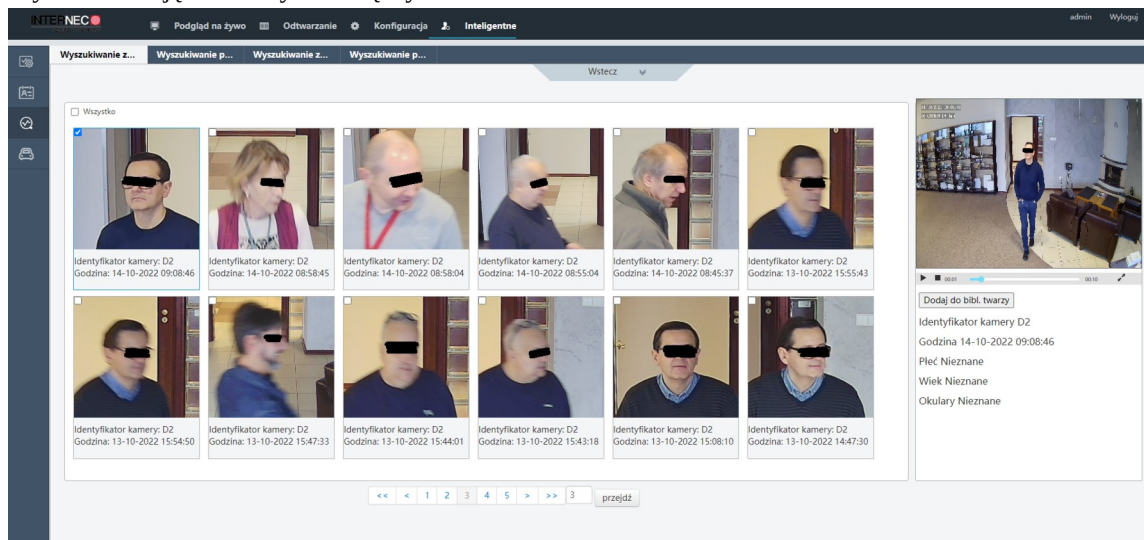 INTERNEC
Podgląd na żywo
Odtwarzanie
Konfiguracja
Inteligentne
admin
Wyloguj
Wyszukiwanie z...
Wyszukiwanie p...
Wyszukiwanie z...
Wyszukiwanie p...
Wstecz
Wszystko
Identyfikator kamery: D2
Godzina: 14-10-2022 09:08:46
Identyfikator kamery: D2
Godzina: 14-10-2022 08:58:45
Identyfikator kamery: D2
Godzina: 14-10-2022 08:58:04
Identyfikator kamery: D2
Godzina: 14-10-2022 08:55:04
Identyfikator kamery: D2
Godzina: 14-10-2022 08:45:37
Identyfikator kamery: D2
Godzina: 13-10-2022 15:55:43
Identyfikator kamery: D2
Godzina: 13-10-2022 15:54:50
Identyfikator kamery: D2
Godzina: 13-10-2022 15:47:33
Identyfikator kamery: D2
Godzina: 13-10-2022 15:44:01
Identyfikator kamery: D2
Godzina: 13-10-2022 15:43:18
Identyfikator kamery: D2
Godzina: 13-10-2022 15:08:10
Identyfikator kamery: D2
Godzina: 13-10-2022 14:47:30
00:01
00:10
Dodaj do bibl. twarzy
Identyfikator kamery D2
Godzina 14-10-2022 09:08:46
Płeć Nieznane
Wiek Nieznane
Okulary Nieznane
<< < 1 2 3 4 5 > >> 3 przejdź